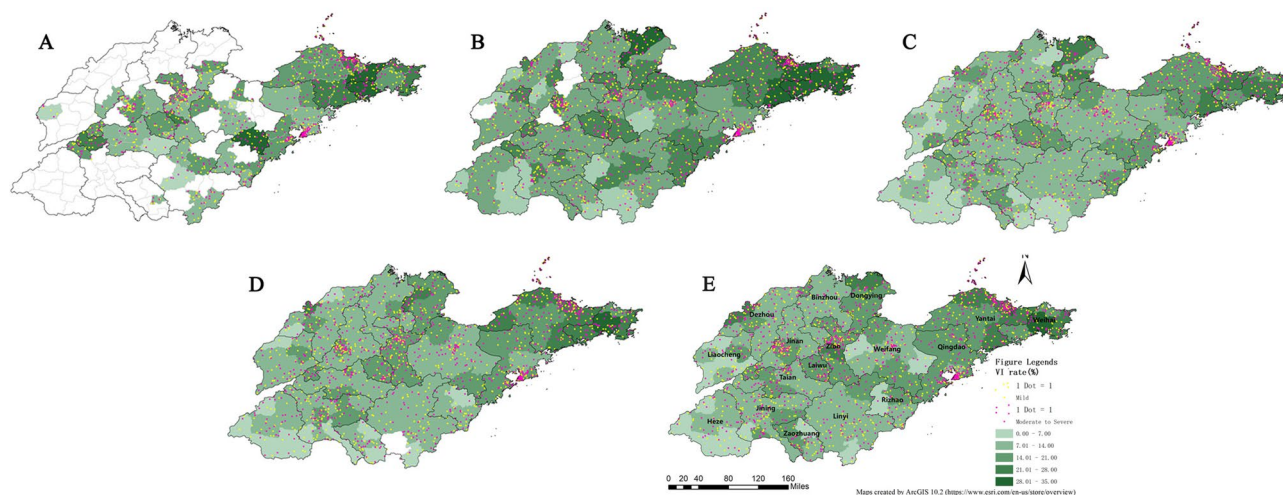 A
B
C
D
E
N
Binzhou
Dongying
Dezhou
Yantai
Weihai
Jinan
Zibo
Weifang
Qingdao
Liaocheng
Laiwu
Taian
Rizhao
Jining
Linyi
Heze
Zaozhuang
Figure Legends
VI rate(%)
1 Dot = 1
Mild
1 Dot = 1
Moderate to Severe
0.00 - 7.00
7.01 - 14.00
14.01 - 21.00
21.01 - 28.00
28.01 - 35.00
0 20 40 80 120 160
Miles
Maps created by ArcGIS 10.2 (https://www.esri.com/en-us/store/overview)